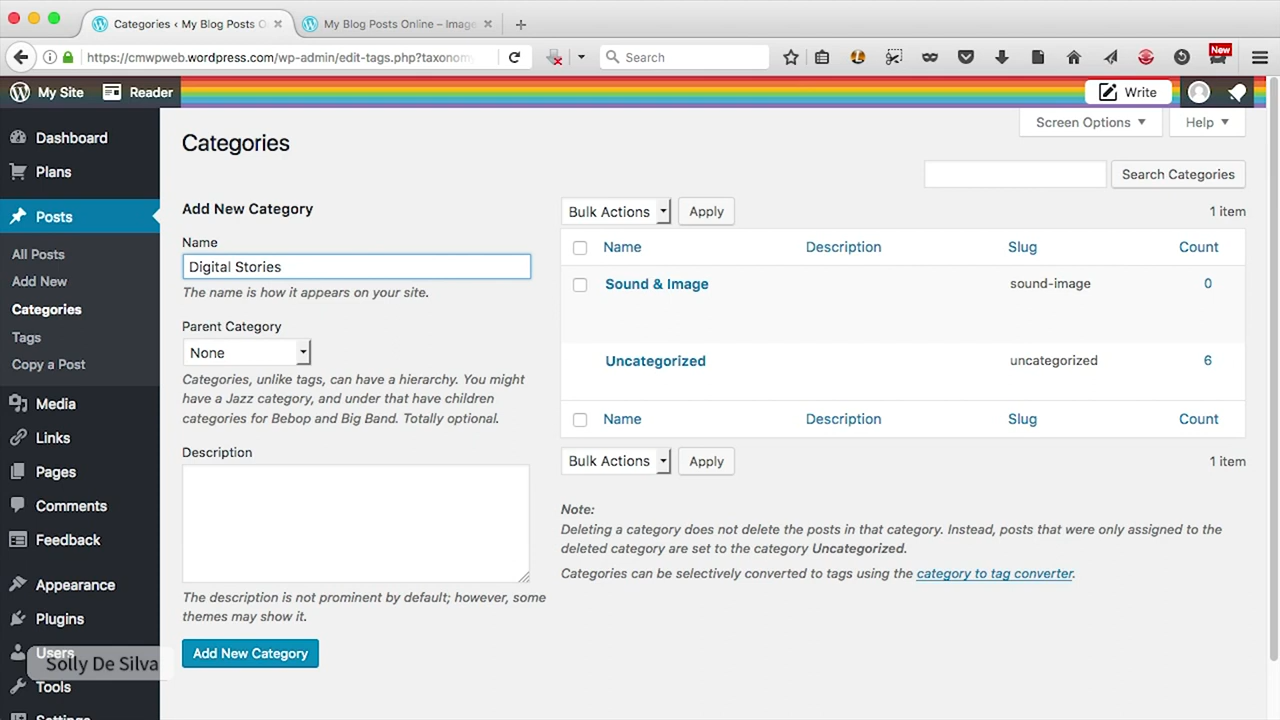 Categories ‹ My Blog Posts O
My Blog Posts Online – Image
https://cmwpweb.wordpress.com/wp-admin/edit-tags.php?taxonom
Search
New
My Site
Reader
Write
Dashboard
Plans
Posts
All Posts
Add New
Categories
Tags
Copy a Post
Media
Links
Pages
Comments
Feedback
Appearance
Plugins
Users
Solly De Silva
Tools
Settings
Screen Options
Help
Categories
Search Categories
Add New Category
Name
Digital Stories
The name is how it appears on your site.
Parent Category
None
Categories, unlike tags, can have a hierarchy. You might
have a Jazz category, and under that have children
categories for Bebop and Big Band. Totally optional.
Description
The description is not prominent by default; however, some
themes may show it.
Add New Category
Bulk Actions Apply 1 item
Name Description Slug Count
Sound & Image sound-image 0
Uncategorized uncategorized 6
Name Description Slug Count
Bulk Actions Apply 1 item
Note:
Deleting a category does not delete the posts in that category. Instead, posts that were only assigned to the
deleted category are set to the category Uncategorized.
Categories can be selectively converted to tags using the category to tag converter.